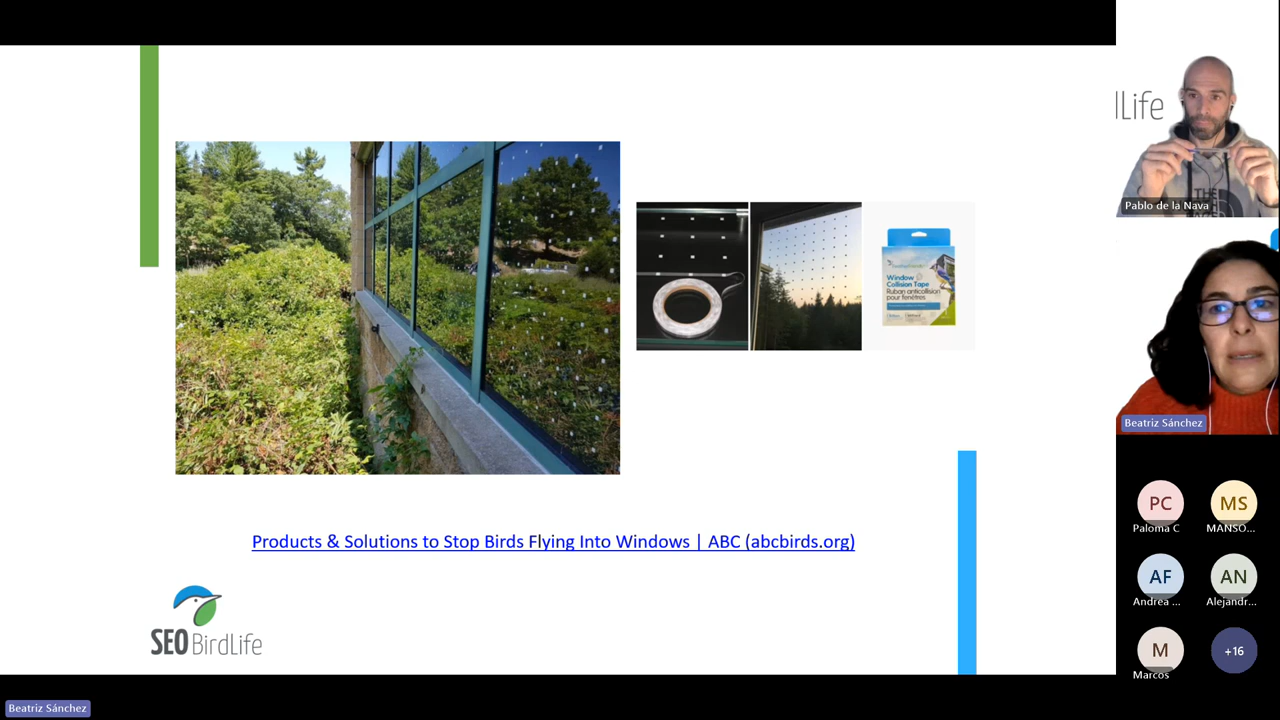 Window
Collision Tape
Ruban anticollision
pour fenêtres
Products & Solutions to Stop Birds Flying Into Windows | ABC (abcbirds.org)
SEO BirdLife
dLife
THE
Pablo de la Nava
Beatriz Sánchez
PC
Paloma C
MS
MANSO...
AF
Andrea ...
AN
Alejandr...
M
Marcos
+16
Beatriz Sánchez